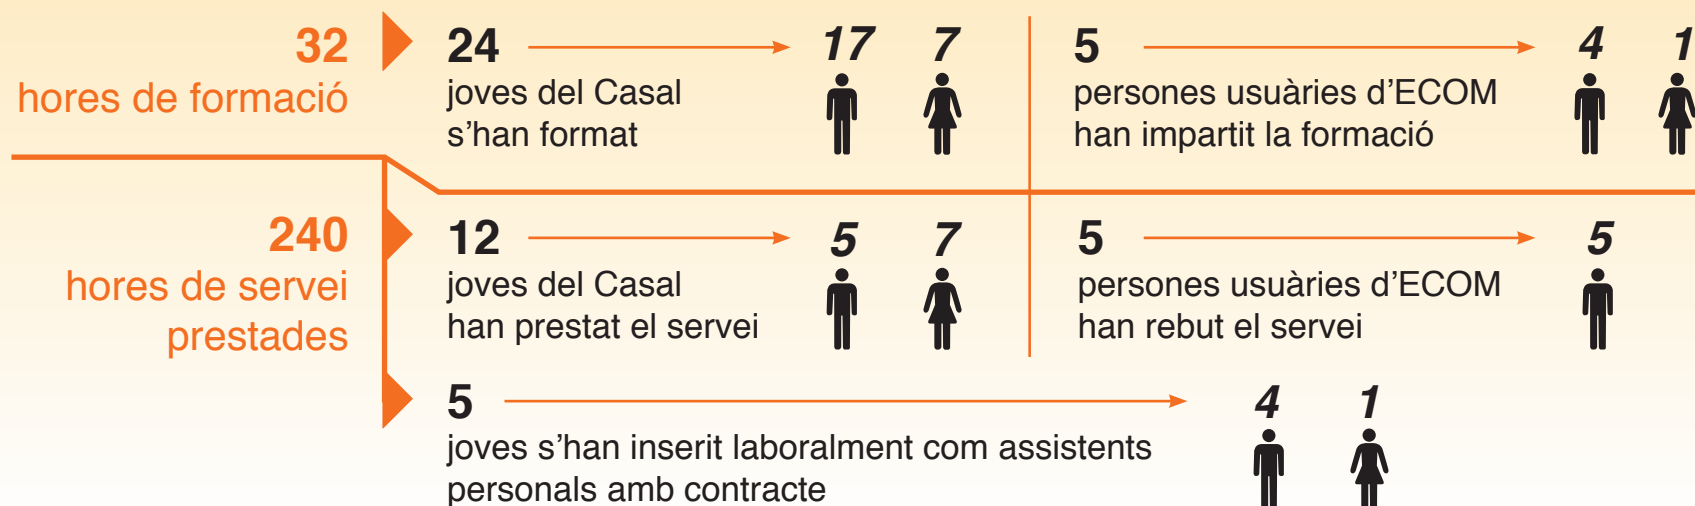 32
hores de formació
24
17 7
joves del Casal
s’han format
5
4 1
persones usuàries d’ECOM
han impartit la formació
240
hores de servei
prestades
12
5 7
joves del Casal
han prestat el servei
5
5
persones usuàries d’ECOM
han rebut el servei
5
4 1
joves s’han inserit laboralment com assistents
personals amb contracte